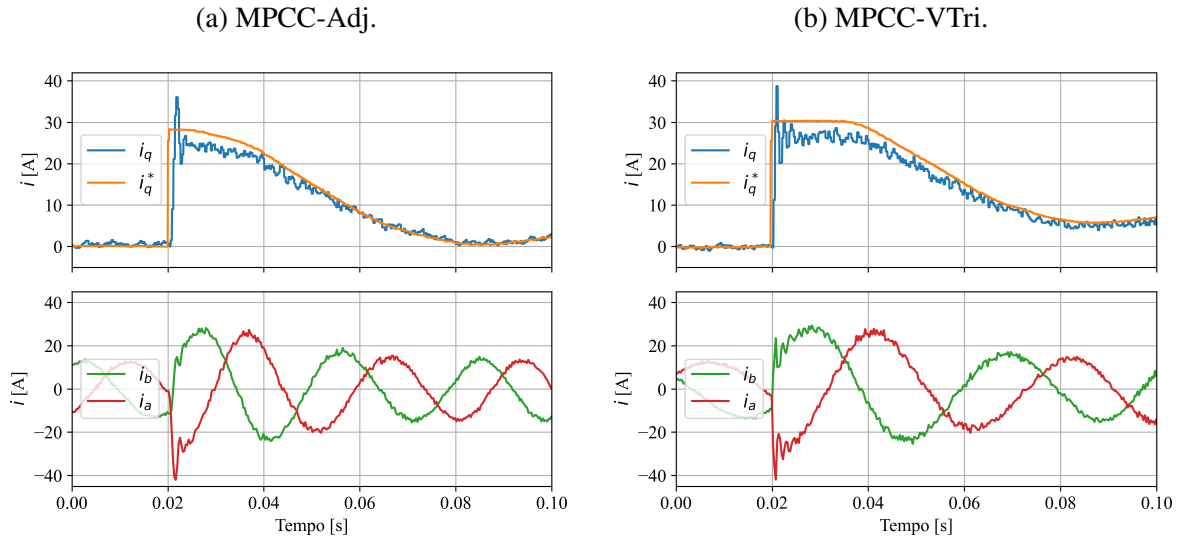 (a) MPCC-Adj.
40
30
20
10
0
i [A]
i_q
i_q^*
40
20
0
−20
−40
i [A]
i_b
i_a
0.00 0.02 0.04 0.06 0.08 0.10
Tempo [s]
(b) MPCC-VTri.
40
30
20
10
0
i [A]
i_q
i_q^*
40
20
0
−20
−40
i [A]
i_b
i_a
0.00 0.02 0.04 0.06 0.08 0.10
Tempo [s]